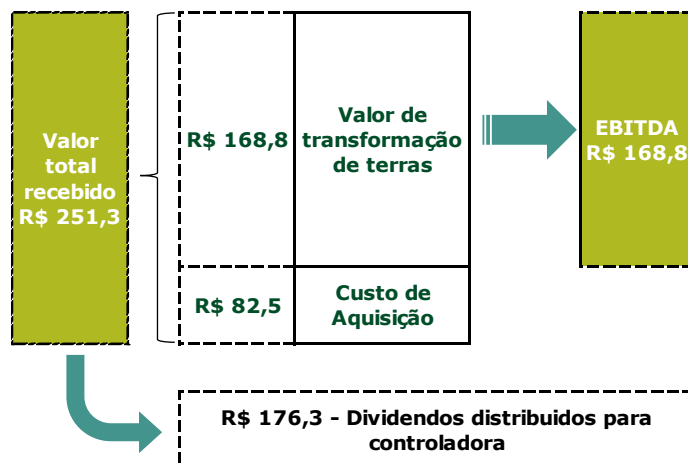 Valor
total
recebido
R$ 251,3
R$ 168,8
Valor de
transformação
de terras
EBITDA
R$ 168,8
R$ 82,5
Custo de
Aquisição
R$ 176,3 - Dividendos distribuidos para
controladora